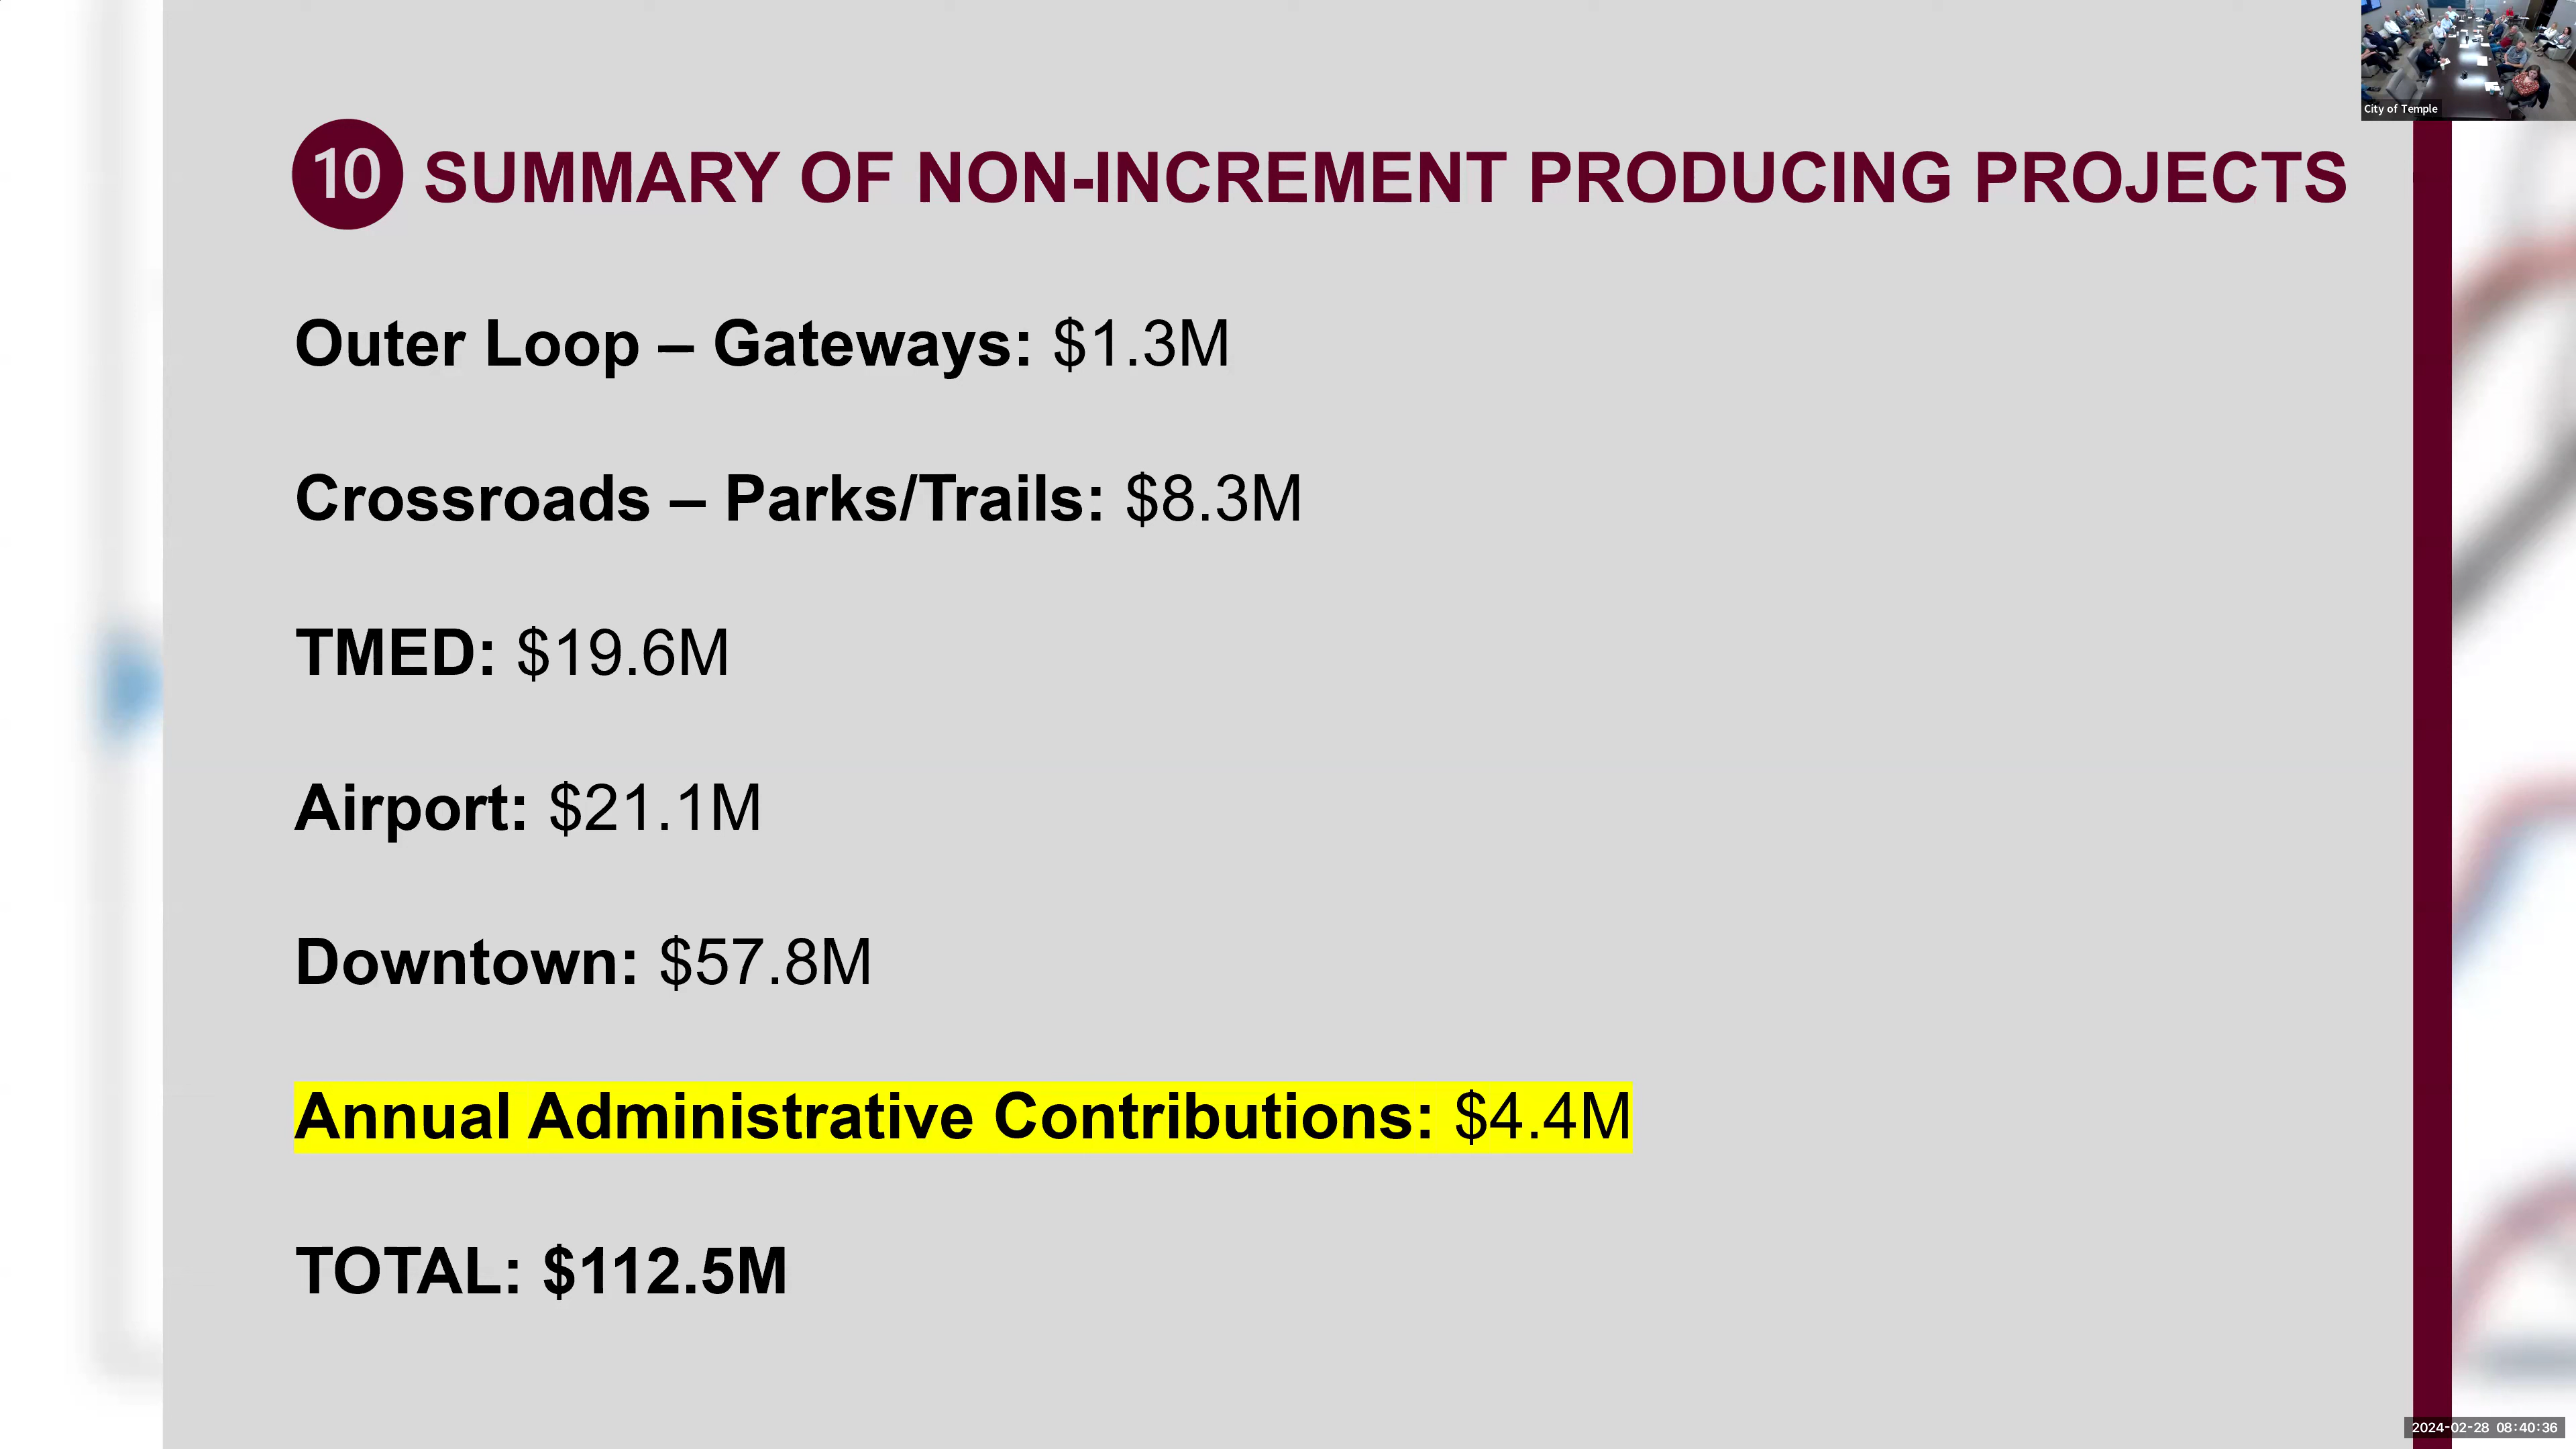 City of Temple
10 SUMMARY OF NON-INCREMENT PRODUCING PROJECTS
Outer Loop – Gateways: $1.3M
Crossroads – Parks/Trails: $8.3M
TMED: $19.6M
Airport: $21.1M
Downtown: $57.8M
Annual Administrative Contributions: $4.4M
TOTAL: $112.5M
2024-02-28 08:40:36